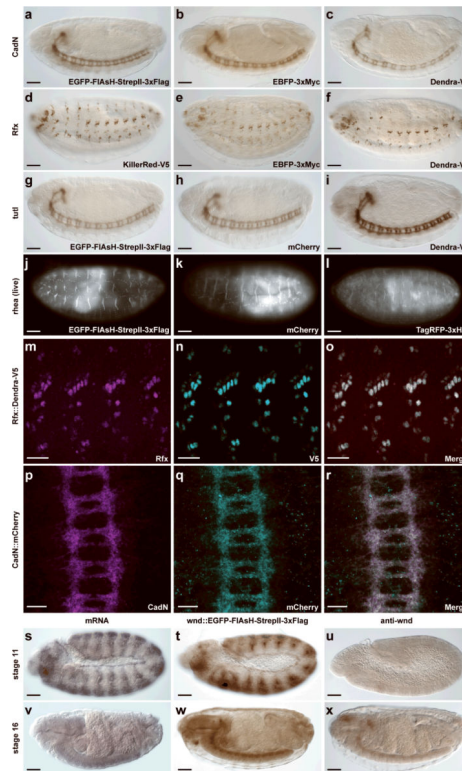 a b c
CadN
EGFP-FlAsH-StrepII-3xFlag EBFP-3xMyc Dendra-V
d e f
Rfx
KillerRed-V5 EBFP-3xMyc Dendra-V
g h i
tutl
EGFP-FlAsH-StrepII-3xFlag mCherry Dendra-V
j k l
rhea (live)
EGFP-FlAsH-StrepII-3xFlag mCherry TagRFP-3xH
m n o
Rfx::Dendra-V5
Rfx V5 Merg
p q r
CadN::mCherry
CadN mCherry Merg
mRNA wnd::EGFP-FlAsH-StrepII-3xFlag anti-wnd
s t u
stage 11
v w x
stage 16